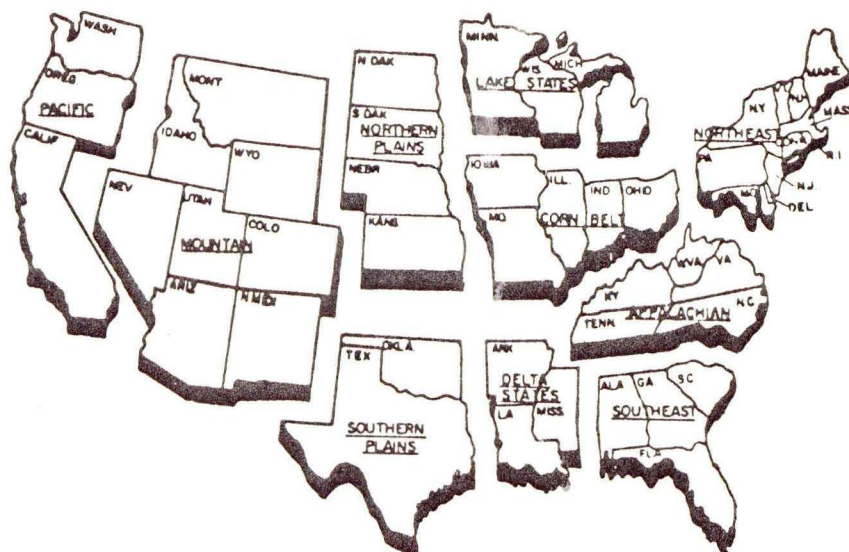 WASH
OREG
PACIFIC
CALIF
MONT
IDAHO
WYO
NEV
UTAH
COLO
MOUNTAIN
ARIZ
N MEX
N DAK
S DAK
NORTHERN
PLAINS
NEBR
KANS
TEX
OKLA
SOUTHERN
PLAINS
MINN
WIS
MICH
LAKE STATES
IOWA
MO.
ILL.
IND
OHIO
CORN BELT
ARK
DELTA
STATES
LA
MISS
MAINE
NY
N.H
MASS
NORTHEAST
R.I
PA
N.J.
DEL
W.VA
VA
KY
APPALACHIAN
TENN
N.C
ALA
GA
SC
SOUTHEAST
FLA